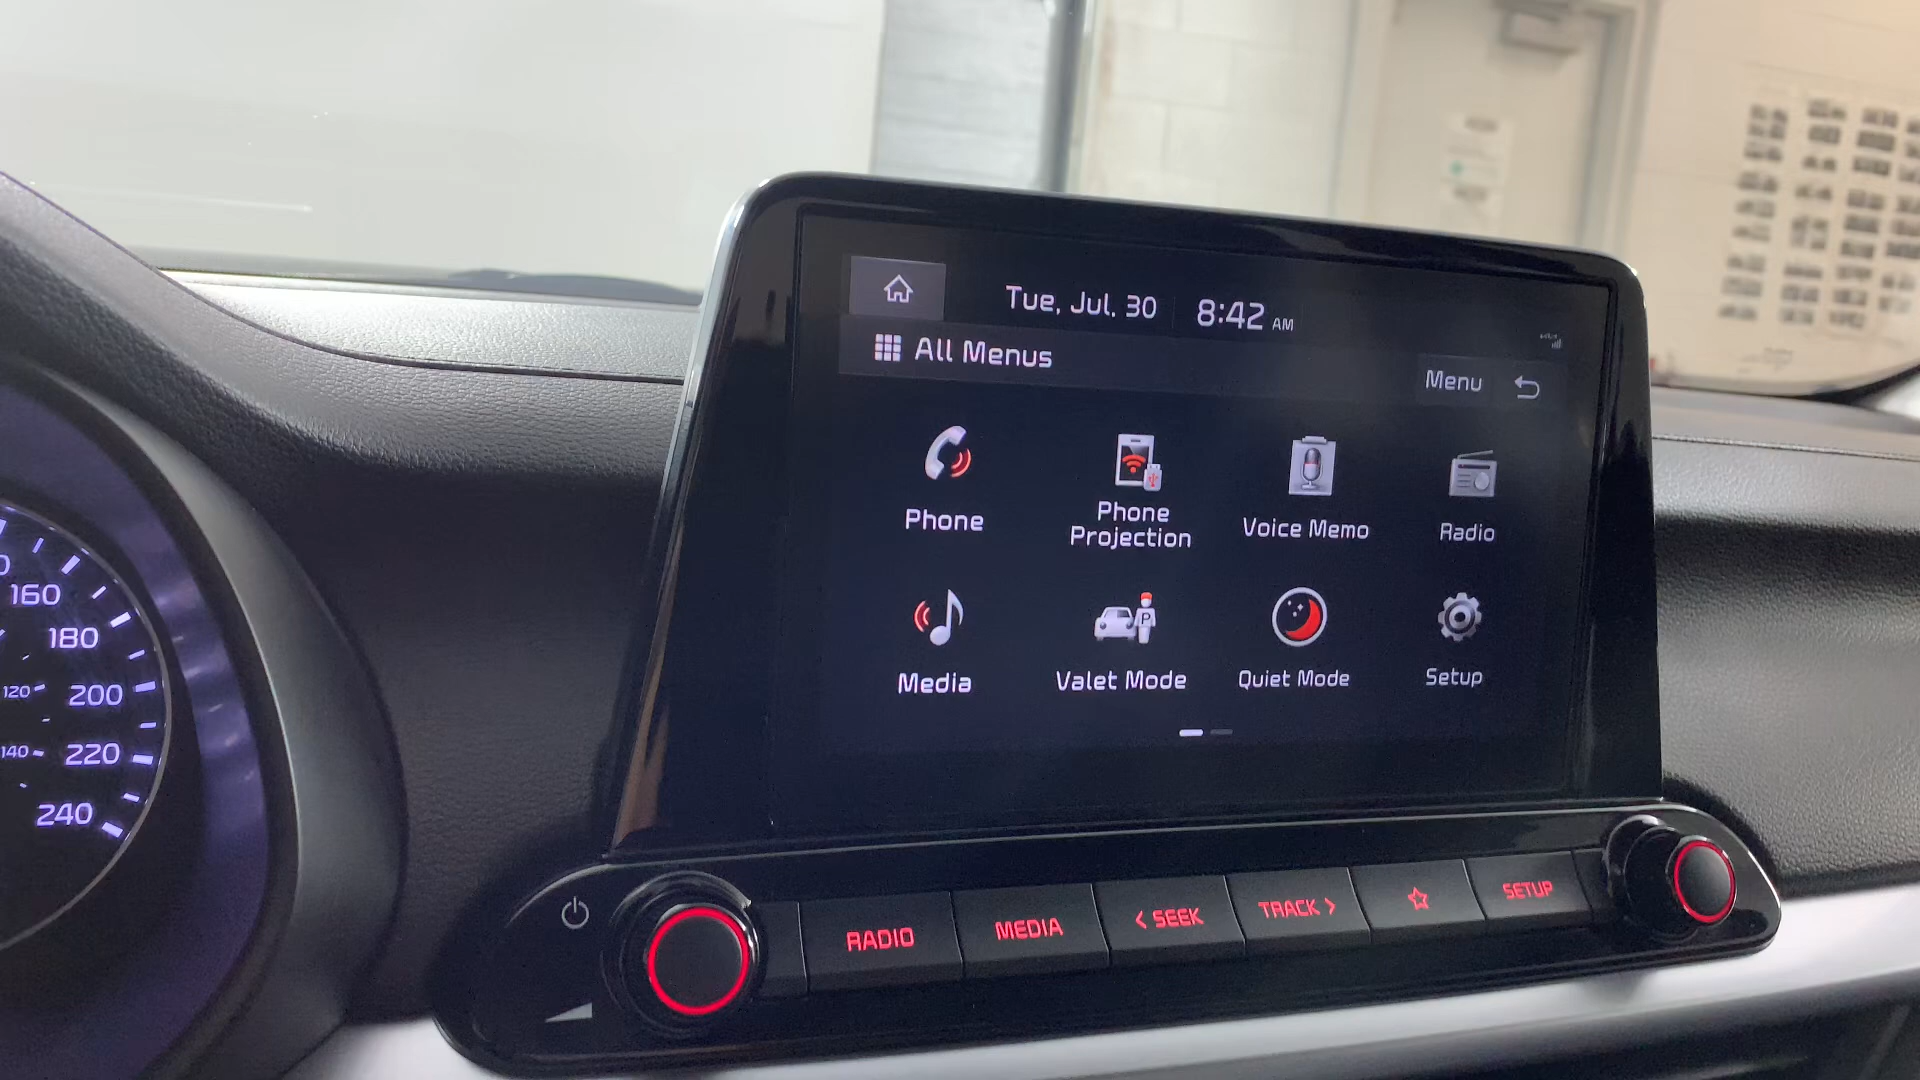 Tue, Jul. 30 8:42 AM
All Menus
Menu
Phone
Phone
Projection
Voice Memo
Radio
Media
Valet Mode
Quiet Mode
Setup
160
180
120 200
140 220
240
RADIO
MEDIA
< SEEK
TRACK >
SETUP